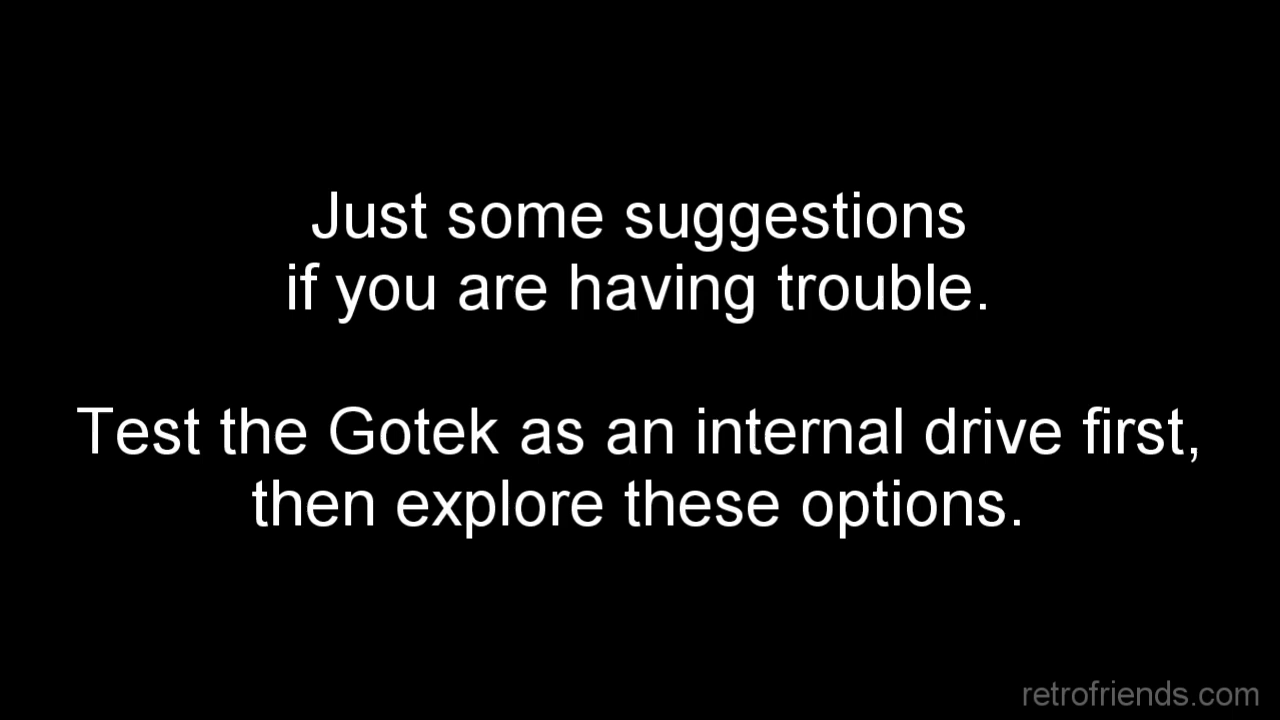 Just some suggestions
if you are having trouble.
Test the Gotek as an internal drive first,
then explore these options.
retrofriends.com